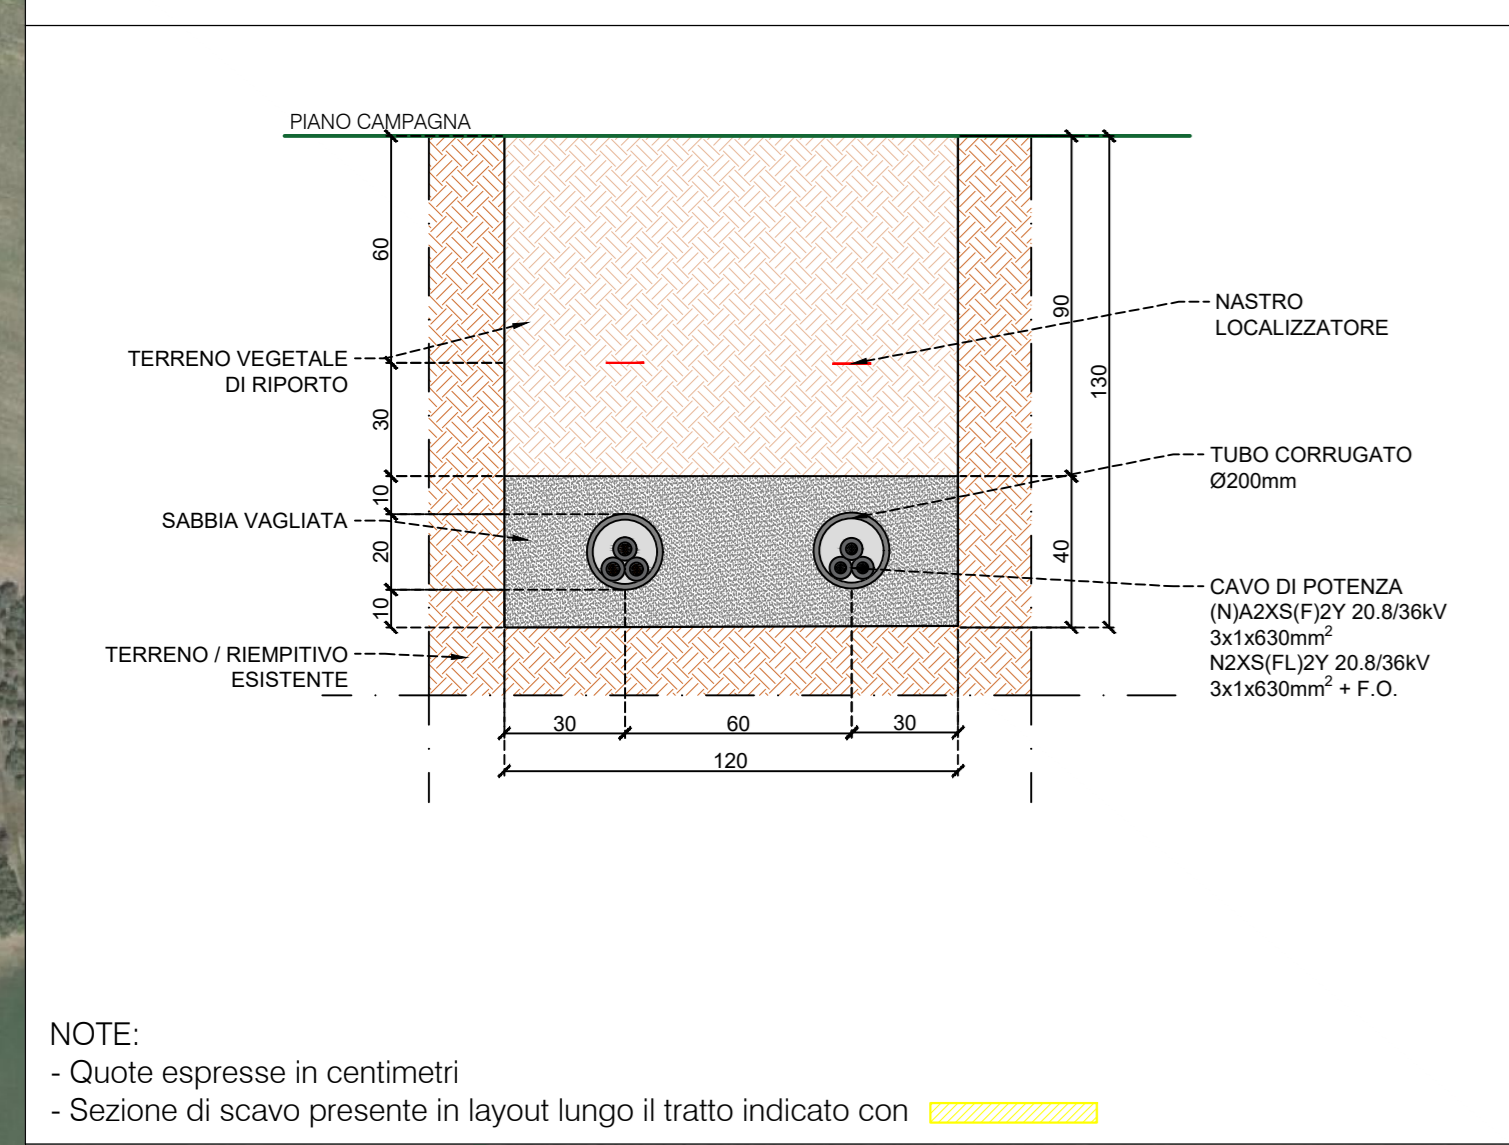 PIANO CAMPAGNA
60
90
130
NASTRO
LOCALIZZATORE
TERRENO VEGETALE
DI RIPORTO
30
TUBO CORRUGATO
Ø200mm
10
SABBIA VAGLIATA
20
40
10
CAVO DI POTENZA
(N)A2XS(F)2Y 20.8/36kV
3x1x630mm²
N2XS(FL)2Y 20.8/36kV
3x1x630mm² + F.O.
TERRENO / RIEMPITIVO
ESISTENTE
30
60
30
120
NOTE:
- Quote espresse in centimetri
- Sezione di scavo presente in layout lungo il tratto indicato con